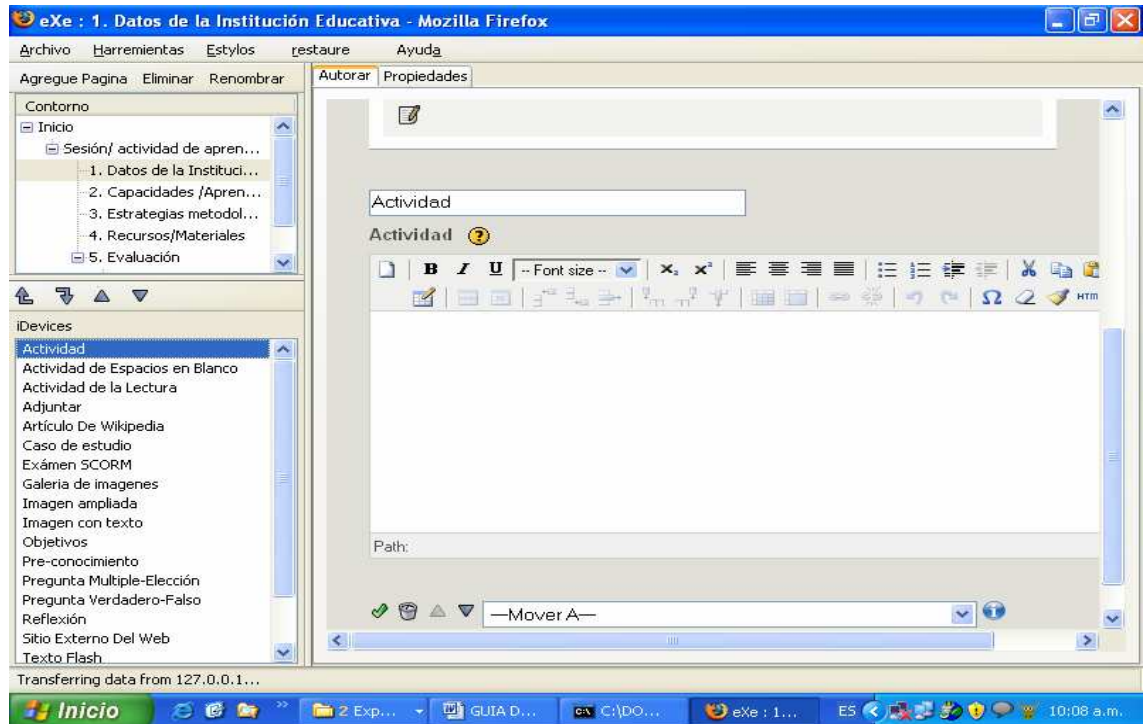 eXe : 1. Datos de la Institución Educativa - Mozilla Firefox
Archivo Harremientas Estylos restaure Ayuda
Agregue Pagina Eliminar Renombrar
Autorar Propiedades
Contorno
Inicio
Sesión/ actividad de apren...
1. Datos de la Instituci...
2. Capacidades /Apren...
3. Estrategias metodol...
4. Recursos/Materiales
5. Evaluación
iDevices
Actividad
Actividad de Espacios en Blanco
Actividad de la Lectura
Adjuntar
Artículo De Wikipedia
Caso de estudio
Exámen SCORM
Galeria de imagenes
Imagen ampliada
Imagen con texto
Objetivos
Pre-conocimiento
Pregunta Multiple-Elección
Pregunta Verdadero-Falso
Reflexión
Sitio Externo Del Web
Texto Flash
Actividad
Actividad ?
B I U -- Font size -- x₂ x²
Ω HTM
Path:
—Mover A—
Transferring data from 127.0.0.1...
Inicio 2 Exp... GUIA D... C:\DO... eXe : 1... ES 10:08 a.m.